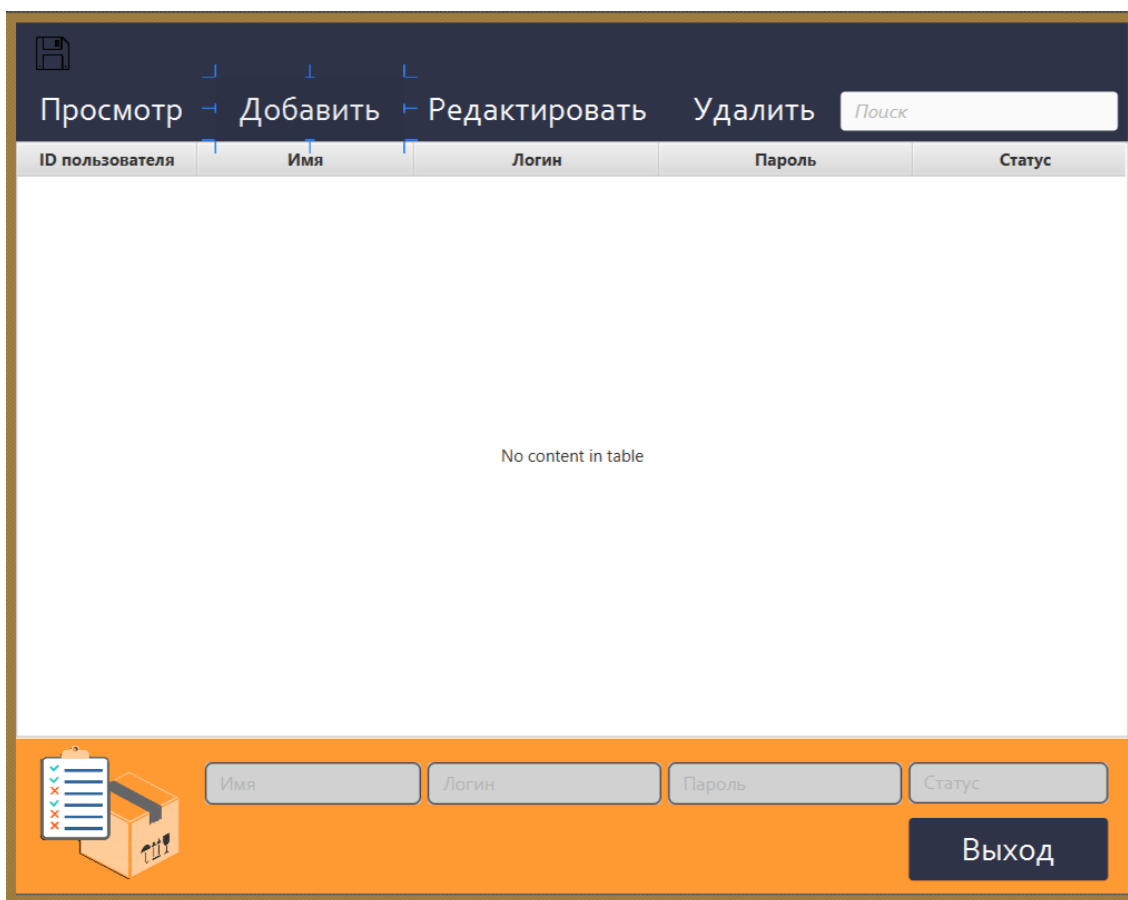 Просмотр Добавить Редактировать Удалить Поиск
ID пользователя Имя Логин Пароль Статус
No content in table
Имя Логин Пароль Статус
Выход